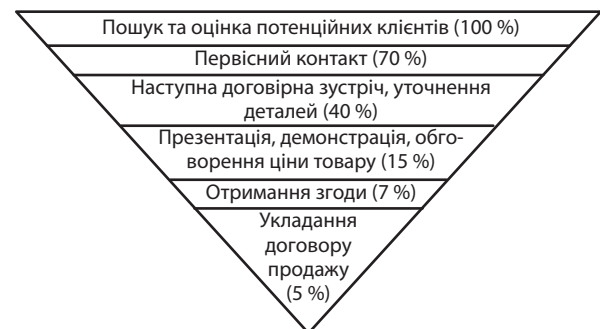 Пошук та оцінка потенційних клієнтів (100 %)
Первісний контакт (70 %)
Наступна договірна зустріч, уточнення
деталей (40 %)
Презентація, демонстрація, обго-
ворення ціни товару (15 %)
Отримання згоди (7 %)
Укладання
договору
продажу
(5 %)